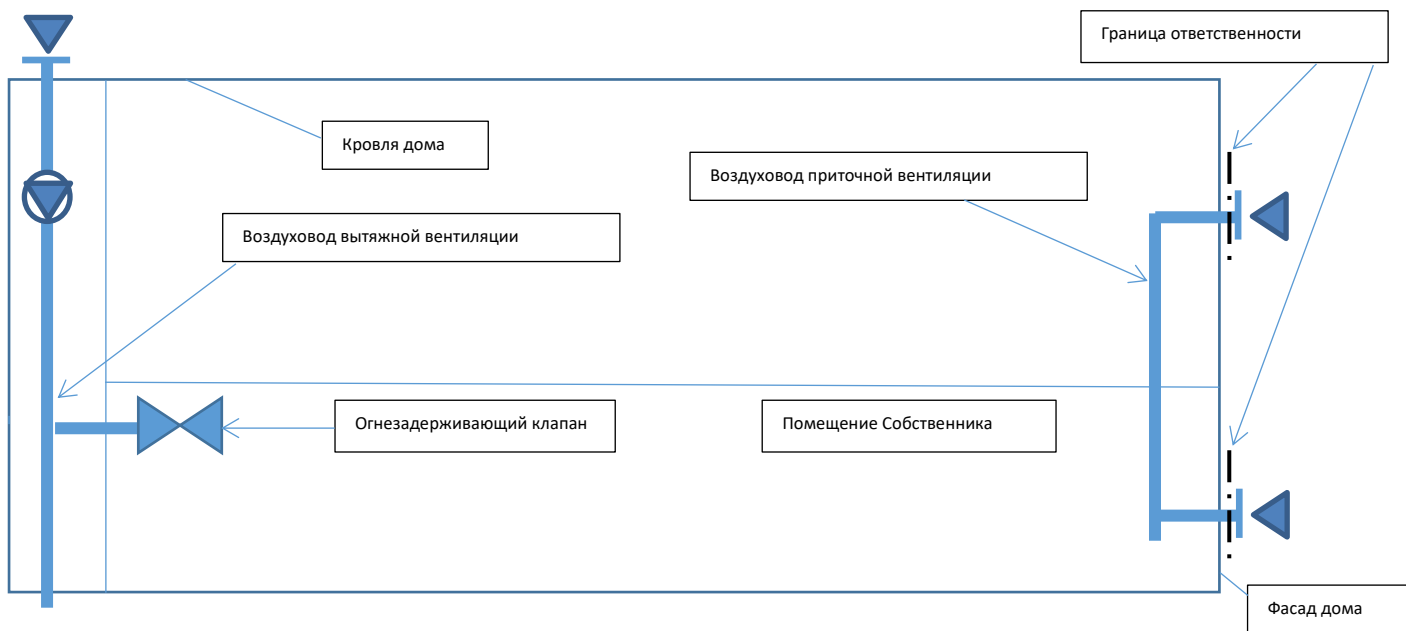 Граница ответственности
Кровля дома
Воздуховод приточной вентиляции
Воздуховод вытяжной вентиляции
Огнезадерживающий клапан
Помещение Собственника
Фасад дома